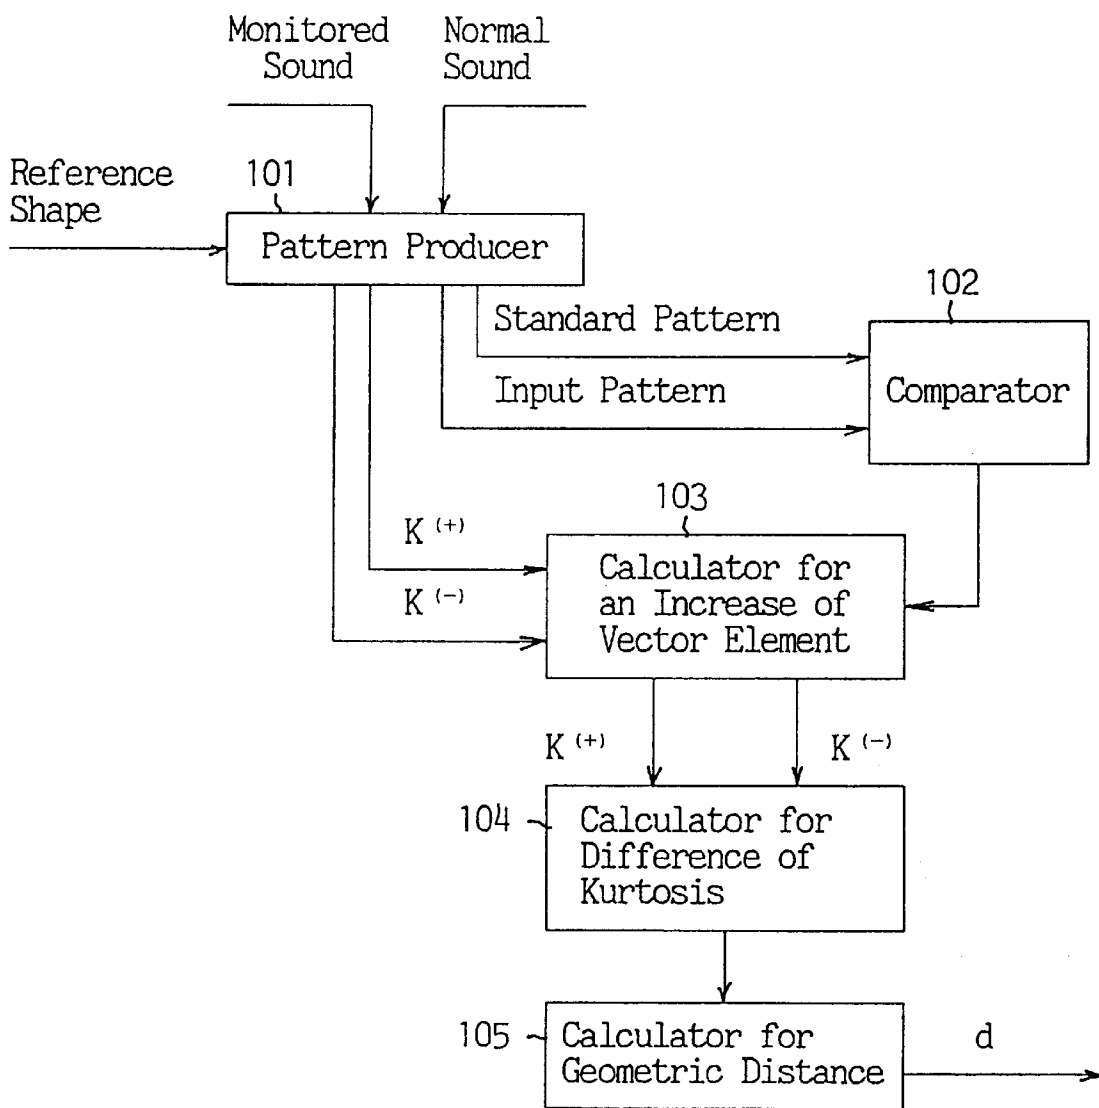 Monitored
Sound
Normal
Sound
Reference
Shape
101
Pattern Producer
102
Standard Pattern
Input Pattern
Comparator
103
K (+)
K (−)
Calculator for
an Increase of
Vector Element
K (+)
K (−)
104
Calculator for
Difference of
Kurtosis
105
Calculator for
Geometric Distance
d